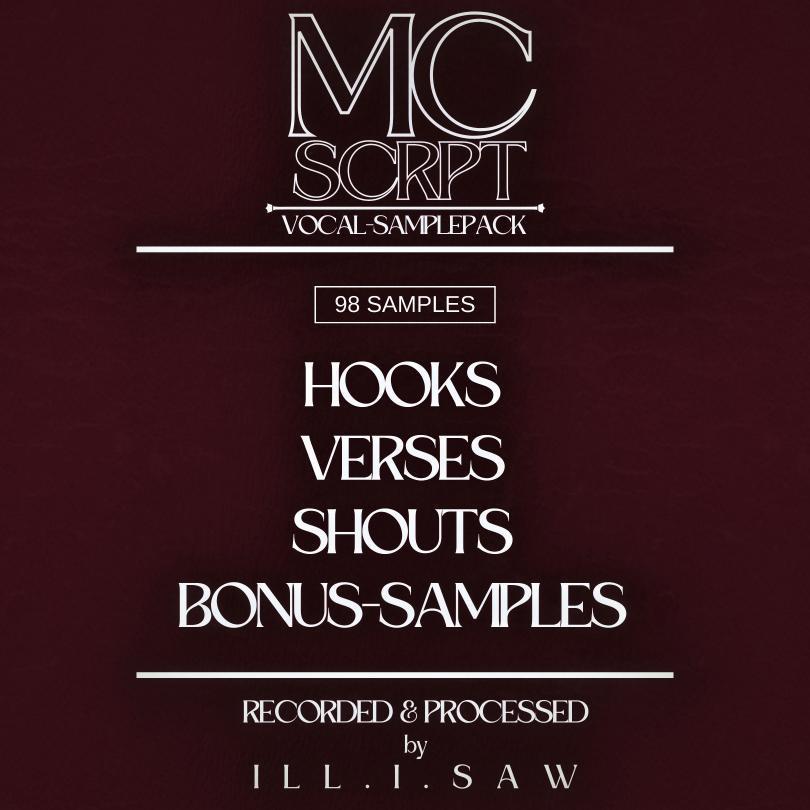 MC
SCRPT
VOCAL-SAMPLEPACK
98 SAMPLES
HOOKS
VERSES
SHOUTS
BONUS-SAMPLES
RECORDED & PROCESSED
by
ILL.I.SAW